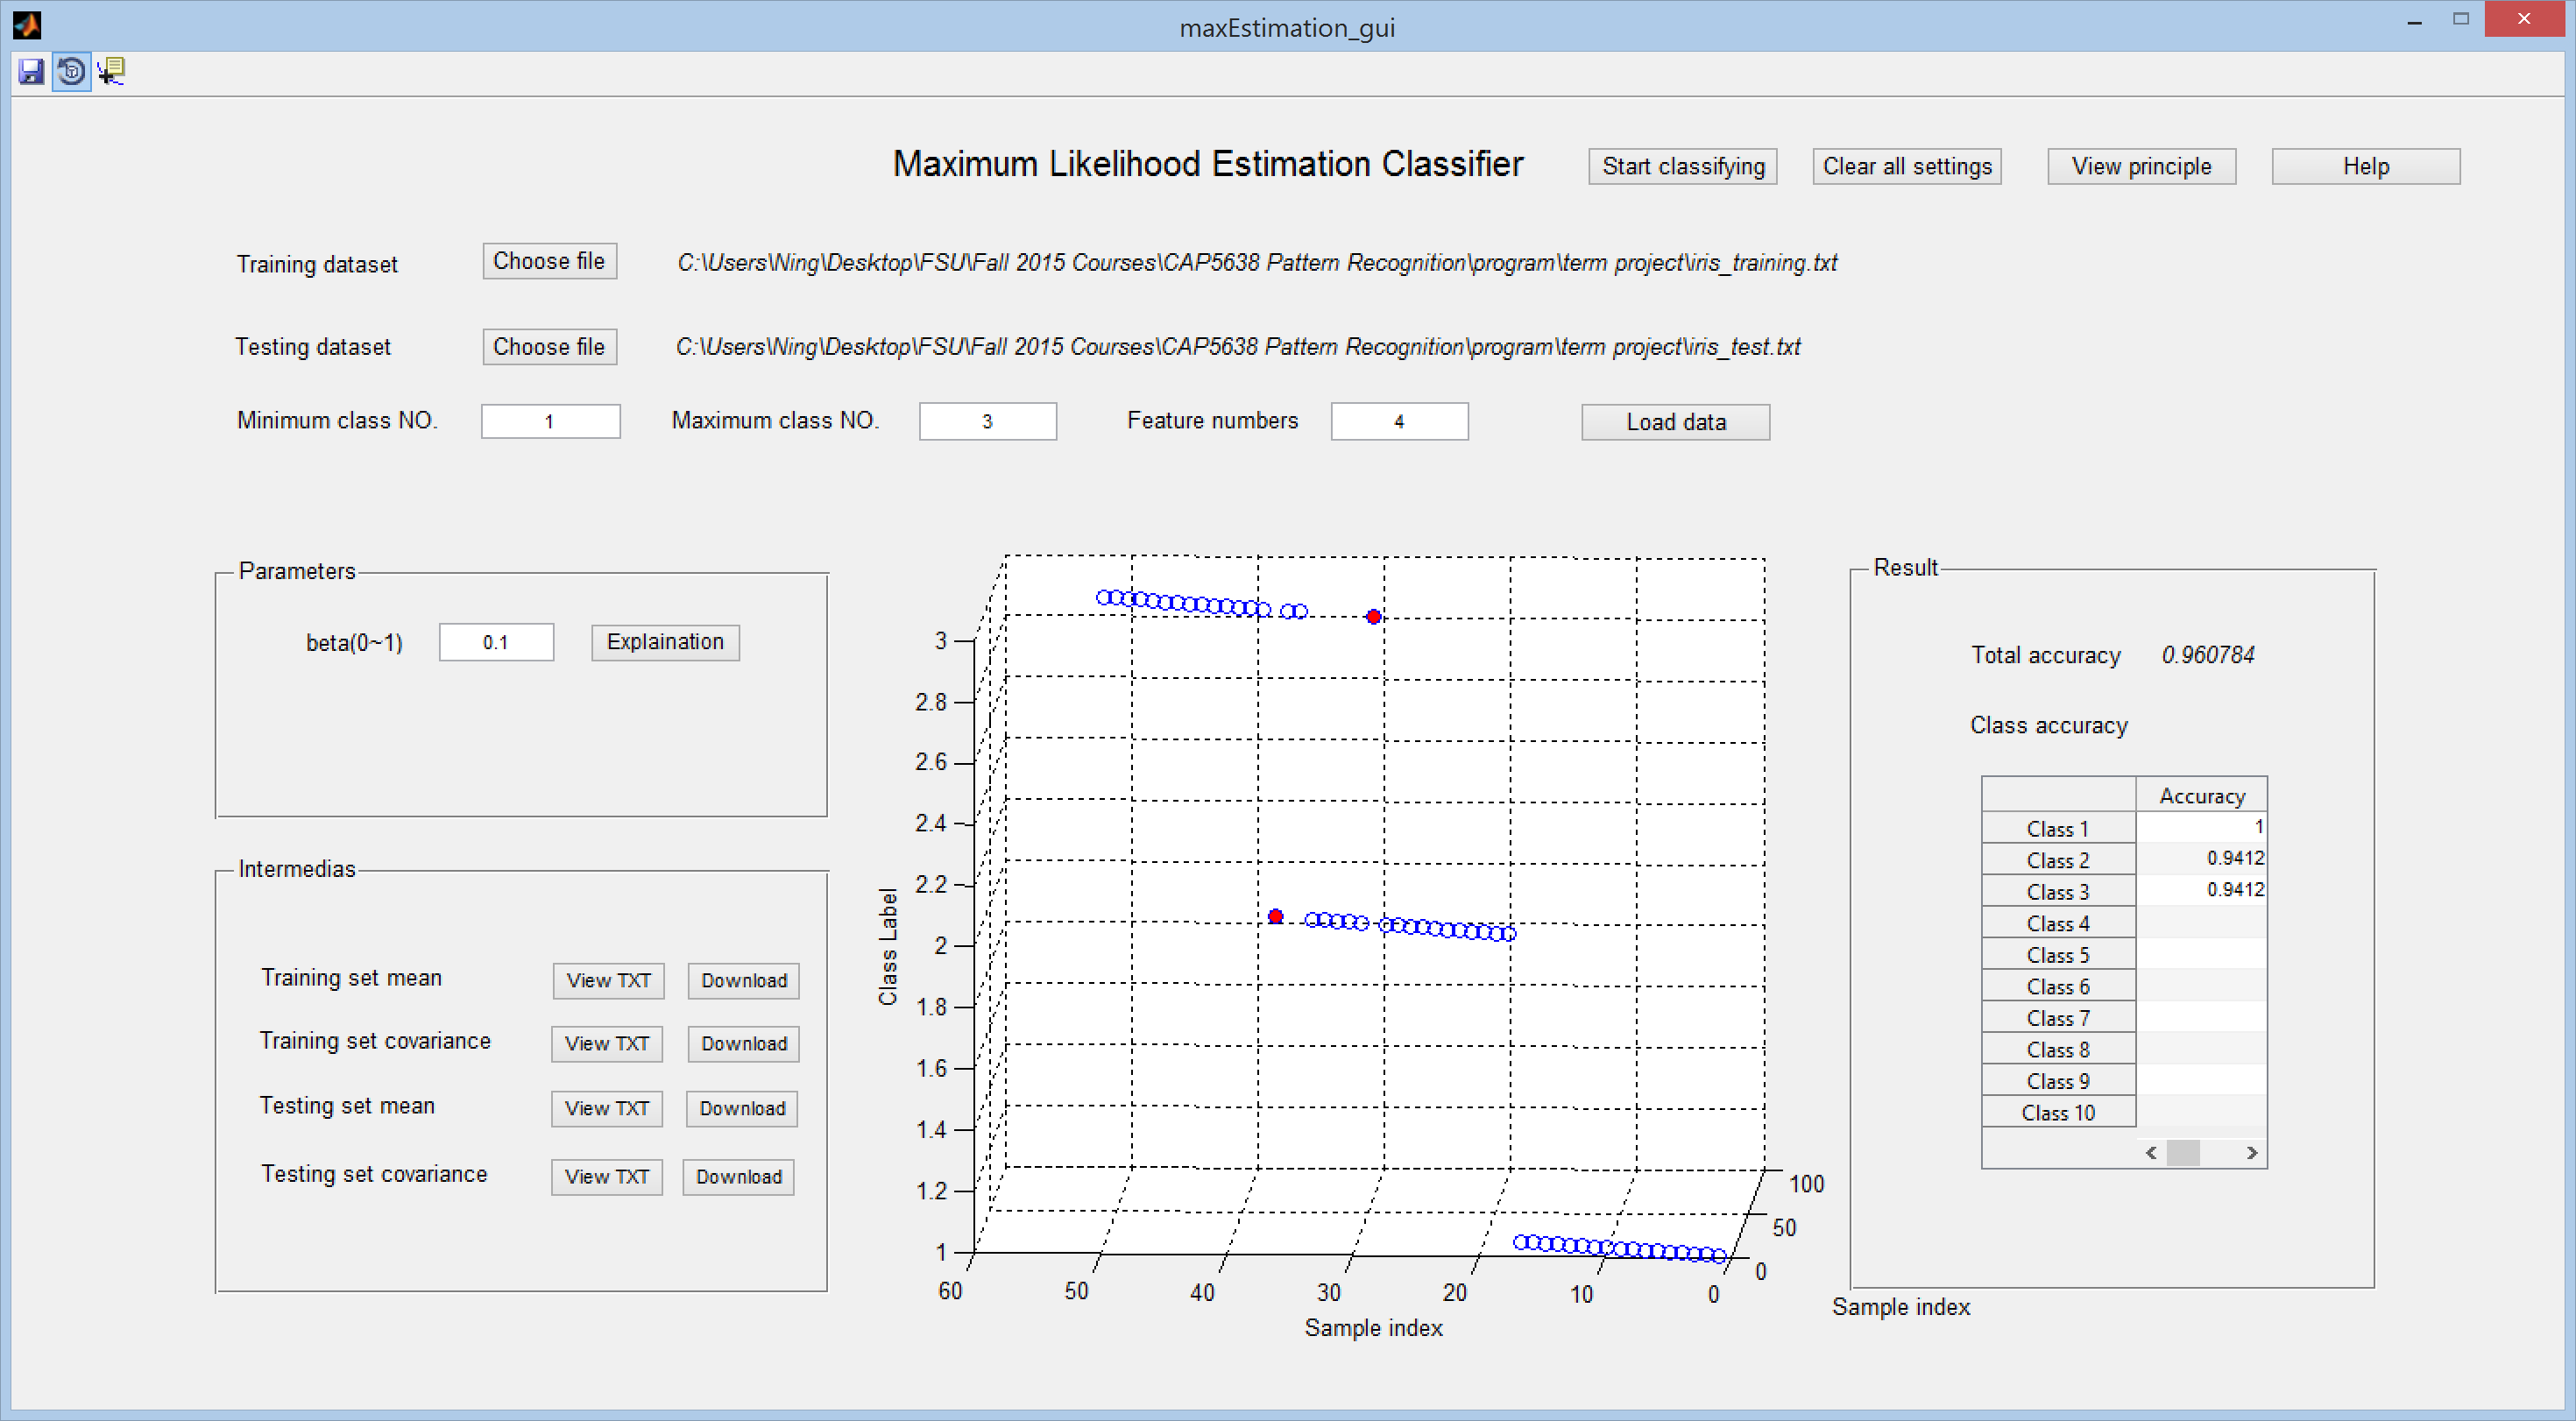 maxEstimation_gui
Maximum Likelihood Estimation Classifier
Start classifying
Clear all settings
View principle
Help
Training dataset
Choose file
C:\Users\Ning\Desktop\FSU\Fall 2015 Courses\CAP5638 Pattern Recognition\program\term project\iris_training.txt
Testing dataset
Choose file
C:\Users\Ning\Desktop\FSU\Fall 2015 Courses\CAP5638 Pattern Recognition\program\term project\iris_test.txt
Minimum class NO.
1
Maximum class NO.
3
Feature numbers
4
Load data
Parameters
beta(0~1)
0.1
Explaination
Intermedias
Training set mean
View TXT
Download
Training set covariance
View TXT
Download
Testing set mean
View TXT
Download
Testing set covariance
View TXT
Download
Class Label
3
2.8
2.6
2.4
2.2
2
1.8
1.6
1.4
1.2
1
60
50
40
30
20
10
0
Sample index
100
50
0
Sample index
Result
Total accuracy
0.960784
Class accuracy
Accuracy
Class 1 1
Class 2 0.9412
Class 3 0.9412
Class 4
Class 5
Class 6
Class 7
Class 8
Class 9
Class 10